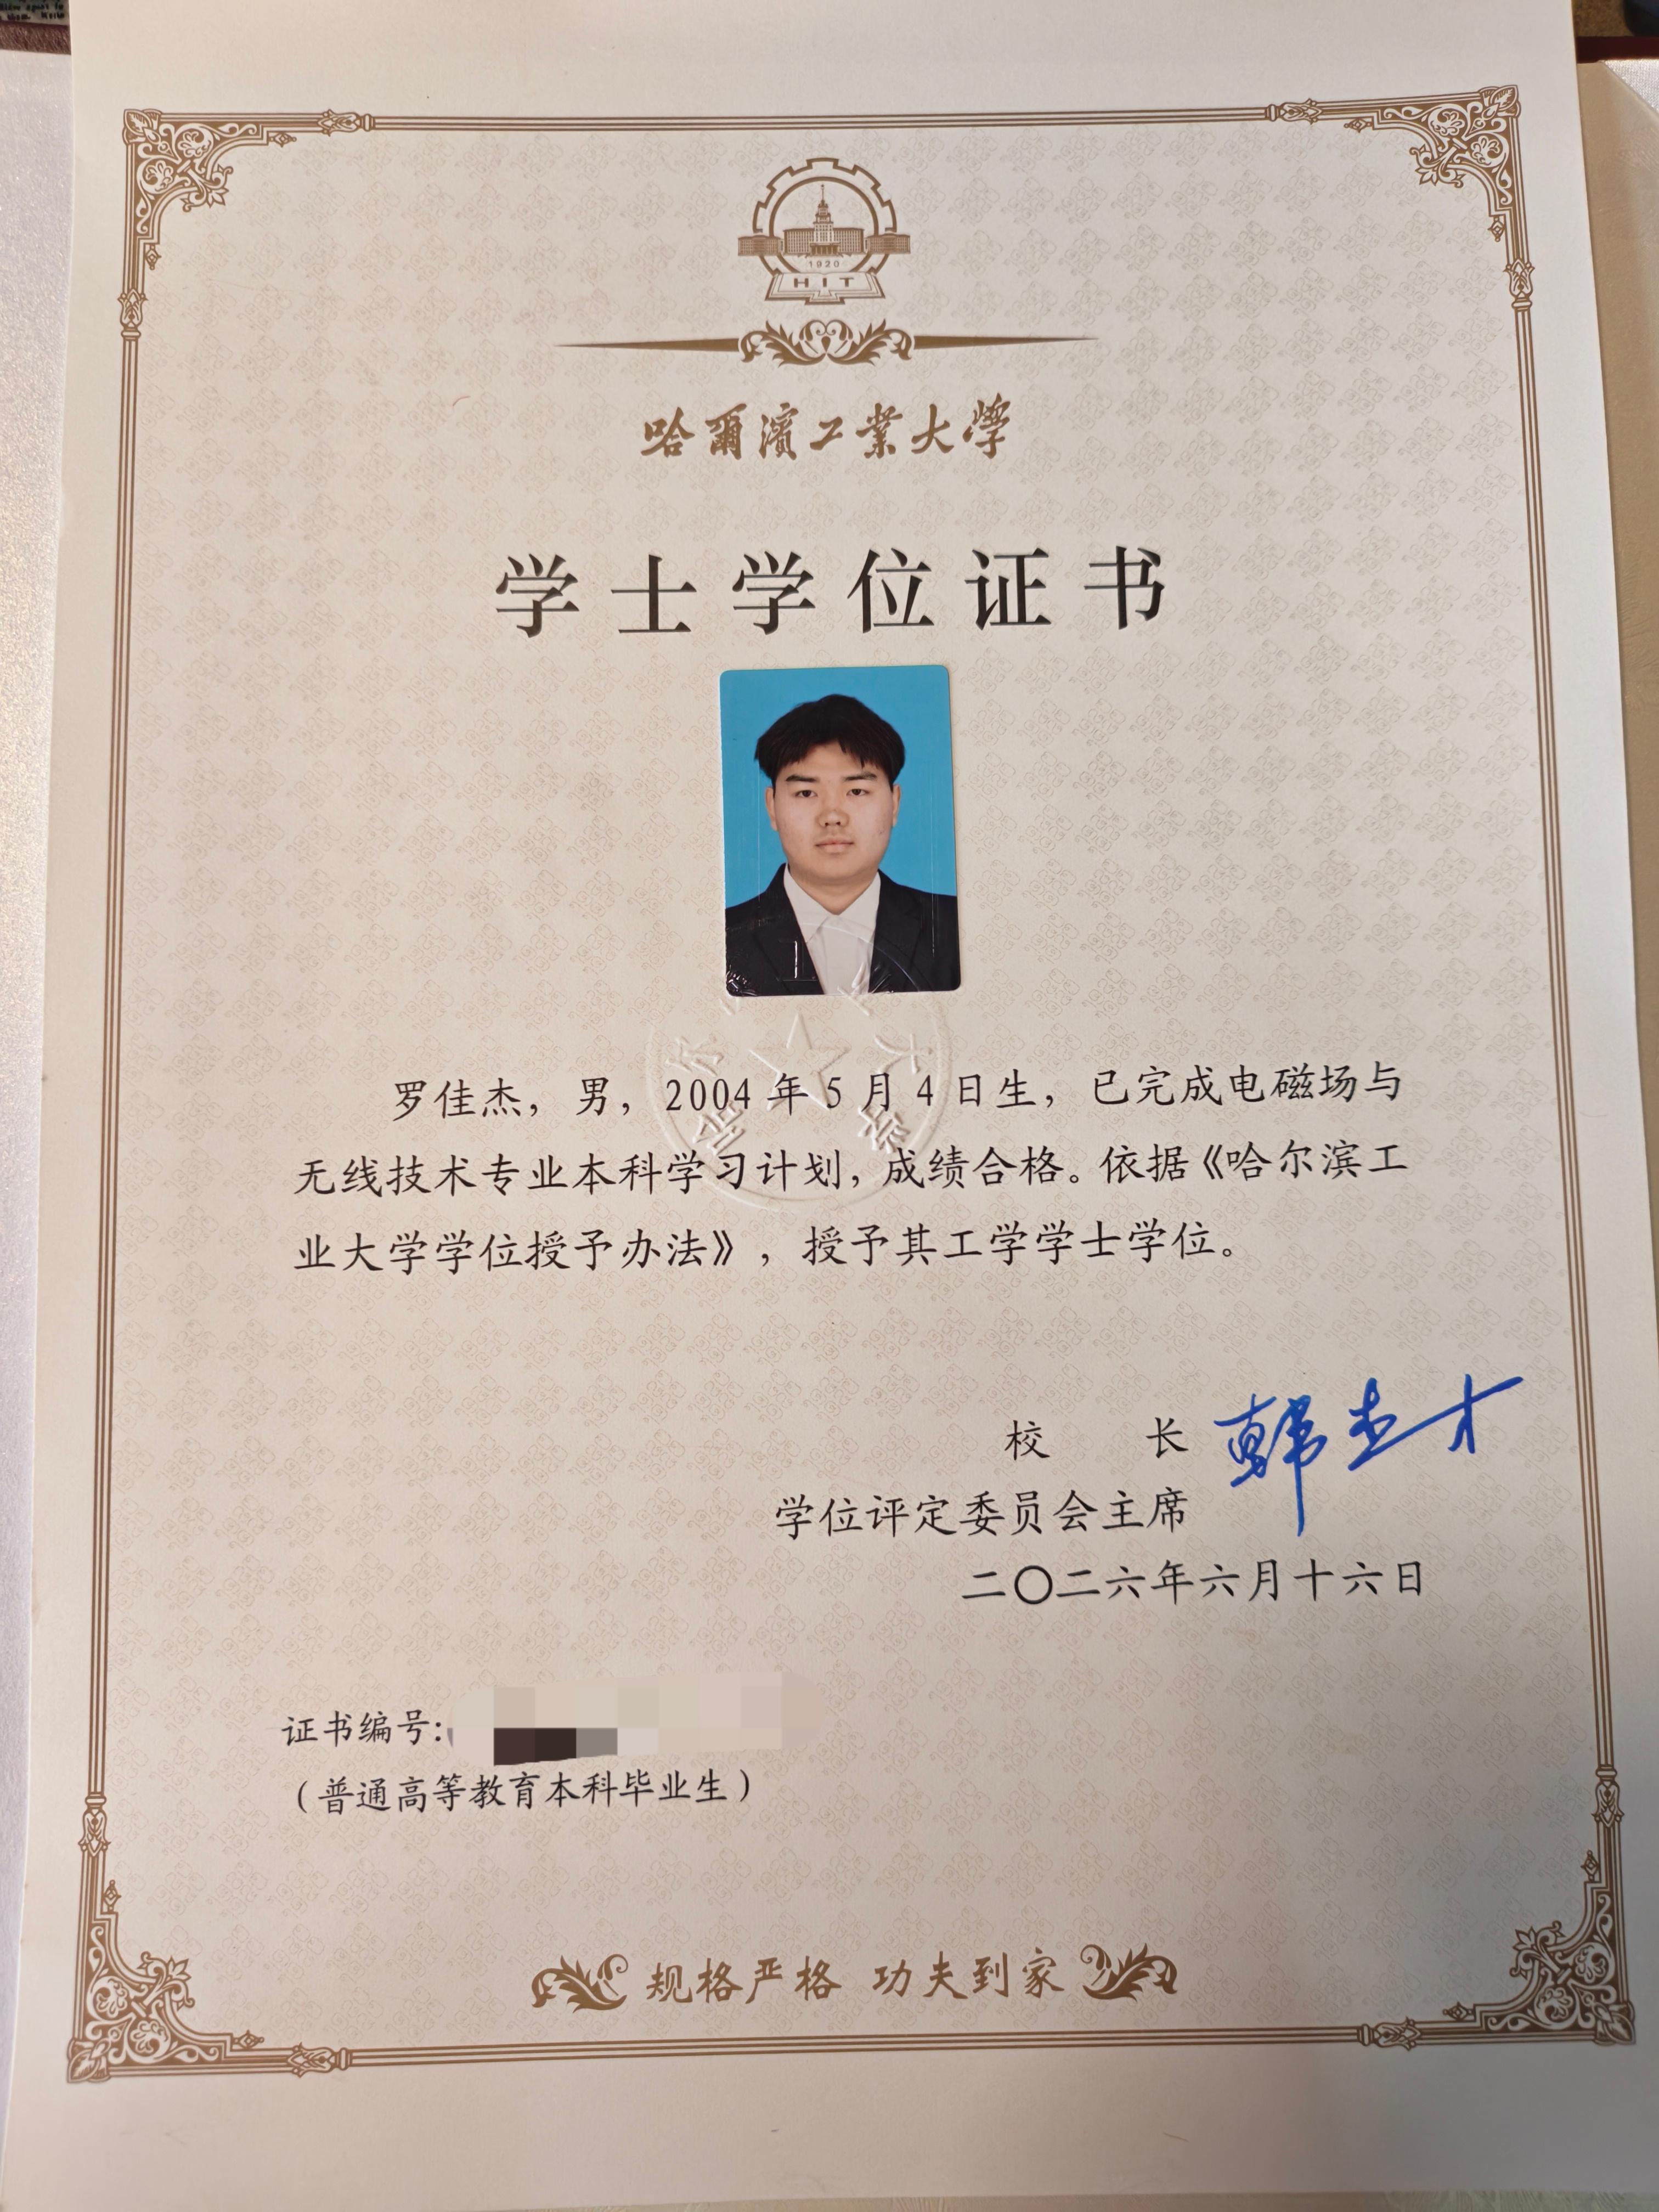 1920
HIT
哈爾濱工業大學
学士学位证书
罗佳杰，男，2004年5月4日生，已完成电磁场与
无线技术专业本科学习计划，成绩合格。依据《哈尔滨工
业大学学位授予办法》，授予其工学学士学位。
校 长 韩杰才
学位评定委员会主席
二〇二六年六月十六日
证书编号:
（普通高等教育本科毕业生）
规格严格 功夫到家